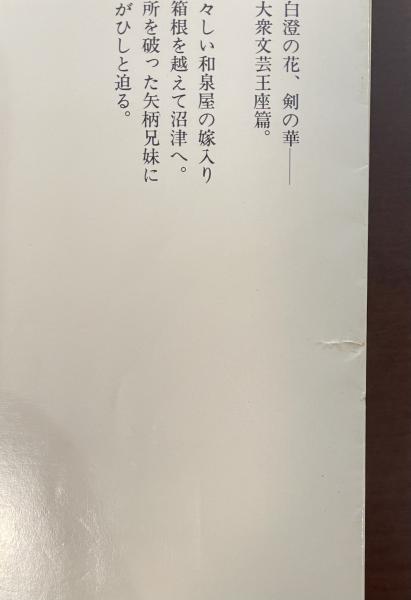 白澄の花、剣の華――
大衆文芸王座篇。
々しい和泉屋の嫁入り
箱根を越えて沼津へ。
所を破った矢柄兄妹に
がひしと迫る。